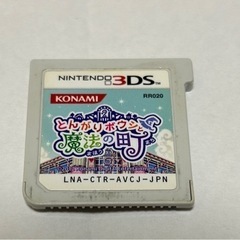 NINTENDO 3DS
KONAMI
RR020
とんがりボウシと
魔法の町
LNA-CTR-AVCJ-JPN